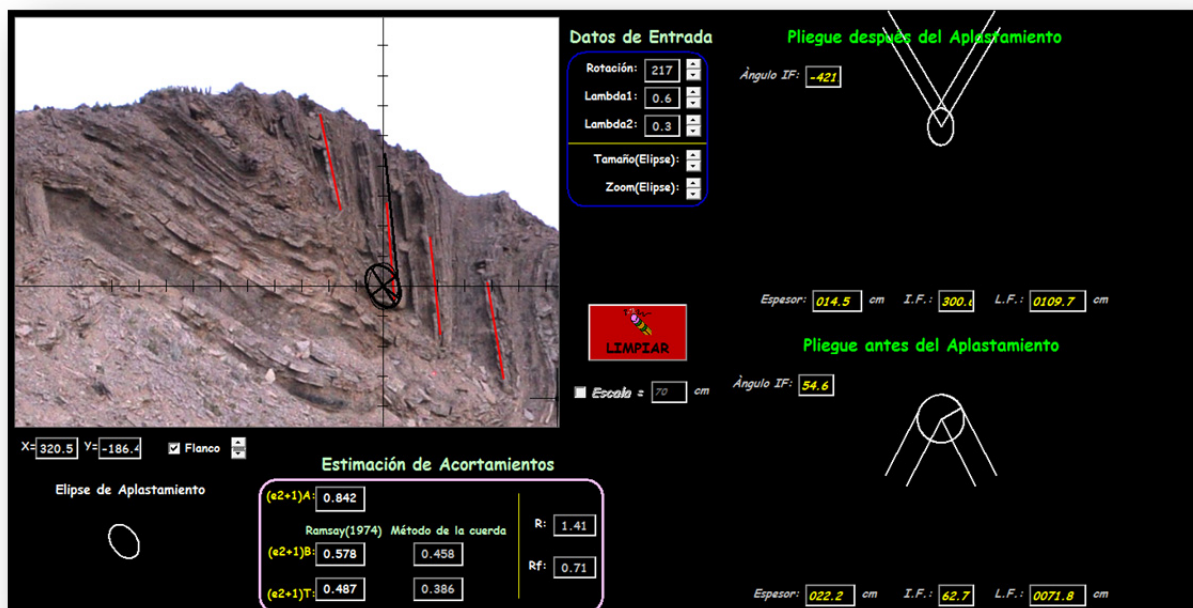 Datos de Entrada
Rotación: 217
Lambda1: 0.6
Lambda2: 0.3
Tamaño(Elipse):
Zoom(Elipse):
LIMPIAR
Escala = 70 cm
Pliegue después del Aplastamiento
Àngulo IF: -421
Espesor: 014.5 cm I.F.: 300. L.F.: 0109.7 cm
Pliegue antes del Aplastamiento
Àngulo IF: 54.6
Espesor: 022.2 cm I.F.: 62.7 L.F.: 0071.8 cm
X= 320.5 Y= -186.4 Flanco
Elipse de Aplastamiento
Estimación de Acortamientos
(e2+1)A: 0.842
Ramsay(1974) Método de la cuerda
(e2+1)B: 0.578 0.458
(e2+1)T: 0.487 0.386
R: 1.41
Rf: 0.71